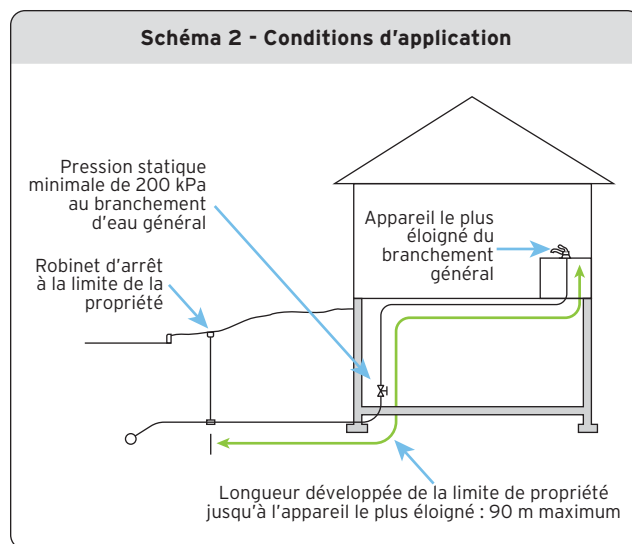 Schéma 2 - Conditions d'application
Pression statique
minimale de 200 kPa
au branchement
d'eau général
Appareil le plus
éloigné du
branchement
général
Robinet d'arrêt
à la limite de la
propriété
Longueur développée de la limite de propriété
jusqu'à l'appareil le plus éloigné : 90 m maximum